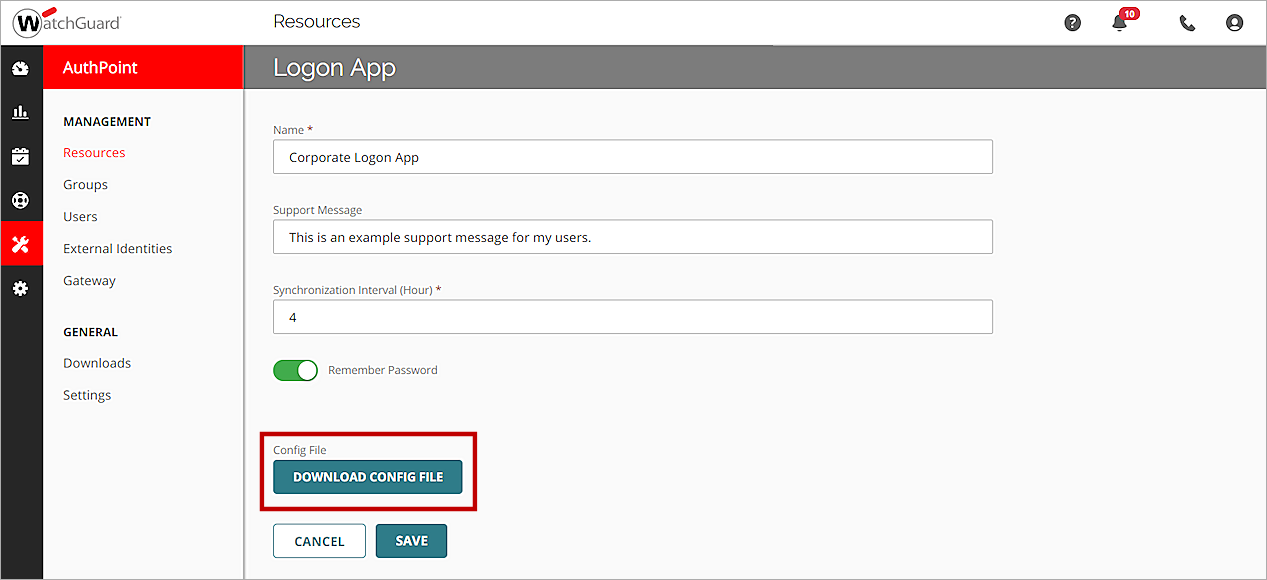 WatchGuard
Resources
10
AuthPoint
Logon App
MANAGEMENT
Resources
Groups
Users
External Identities
Gateway
GENERAL
Downloads
Settings
Name *
Corporate Logon App
Support Message
This is an example support message for my users.
Synchronization Interval (Hour) *
4
Remember Password
Config File
DOWNLOAD CONFIG FILE
CANCEL
SAVE